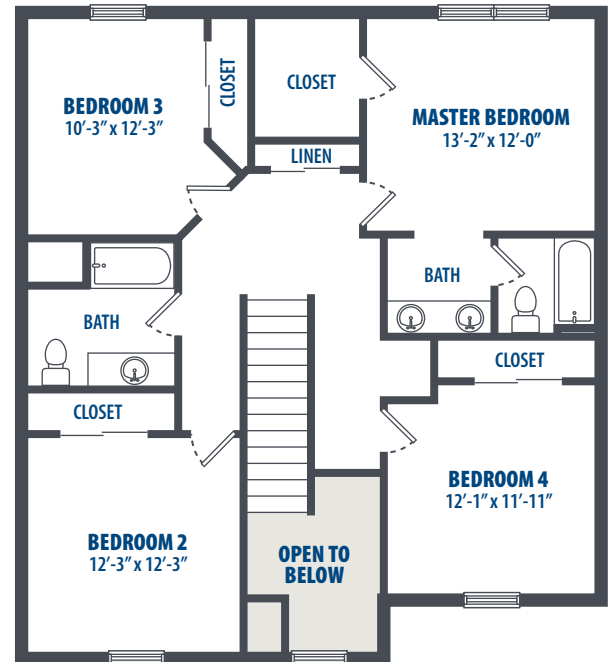 BEDROOM 3
10’-3” x 12’-3”
CLOSET
CLOSET
MASTER BEDROOM
13’-2” x 12’-0”
LINEN
BATH
BATH
CLOSET
CLOSET
BEDROOM 4
12’-1” x 11’-11”
BEDROOM 2
12’-3” x 12’-3”
OPEN TO
BELOW